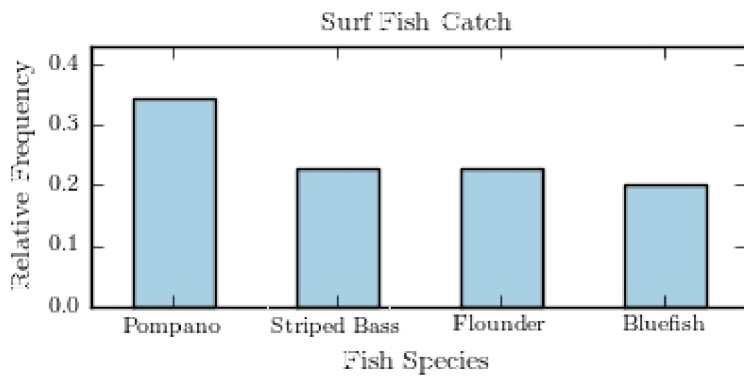 Surf Fish Catch
Relative Frequency
0.4
0.3
0.2
0.1
0.0
Pompano Striped Bass Flounder Bluefish
Fish Species